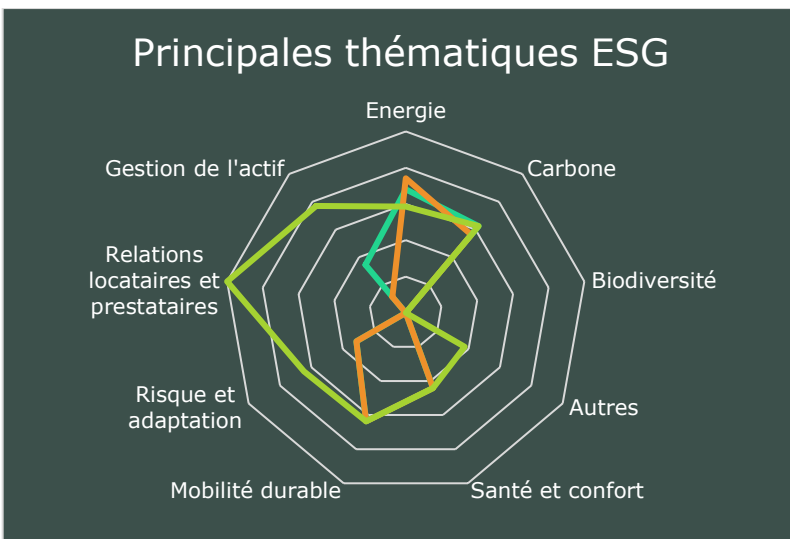 Principales thématiques ESG
Energie
Carbone
Biodiversité
Autres
Santé et confort
Mobilité durable
Risque et
adaptation
Relations
locataires et
prestataires
Gestion de l'actif